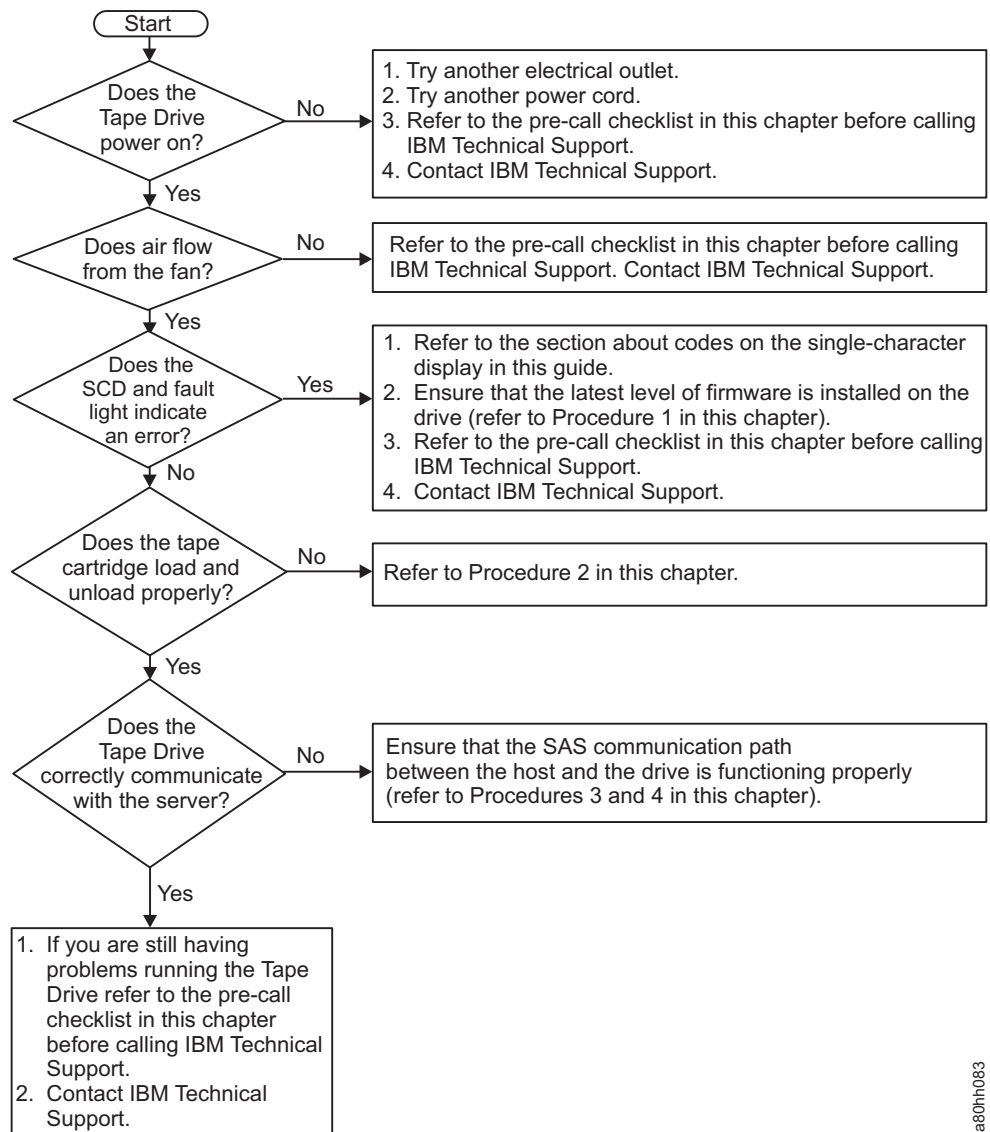 Start
Does the
Tape Drive
power on?
No
1. Try another electrical outlet.
2. Try another power cord.
3. Refer to the pre-call checklist in this chapter before calling
IBM Technical Support.
4. Contact IBM Technical Support.
Yes
Does air flow
from the fan?
No
Refer to the pre-call checklist in this chapter before calling
IBM Technical Support. Contact IBM Technical Support.
Yes
Does the
SCD and fault
light indicate
an error?
Yes
1. Refer to the section about codes on the single-character
display in this guide.
2. Ensure that the latest level of firmware is installed on the
drive (refer to Procedure 1 in this chapter).
3. Refer to the pre-call checklist in this chapter before calling
IBM Technical Support.
4. Contact IBM Technical Support.
No
Does the tape
cartridge load and
unload properly?
No
Refer to Procedure 2 in this chapter.
Yes
Does the
Tape Drive
correctly communicate
with the server?
No
Ensure that the SAS communication path
between the host and the drive is functioning properly
(refer to Procedures 3 and 4 in this chapter).
Yes
1. If you are still having
problems running the Tape
Drive refer to the pre-call
checklist in this chapter
before calling IBM Technical
Support.
2. Contact IBM Technical
Support.
a80hh083